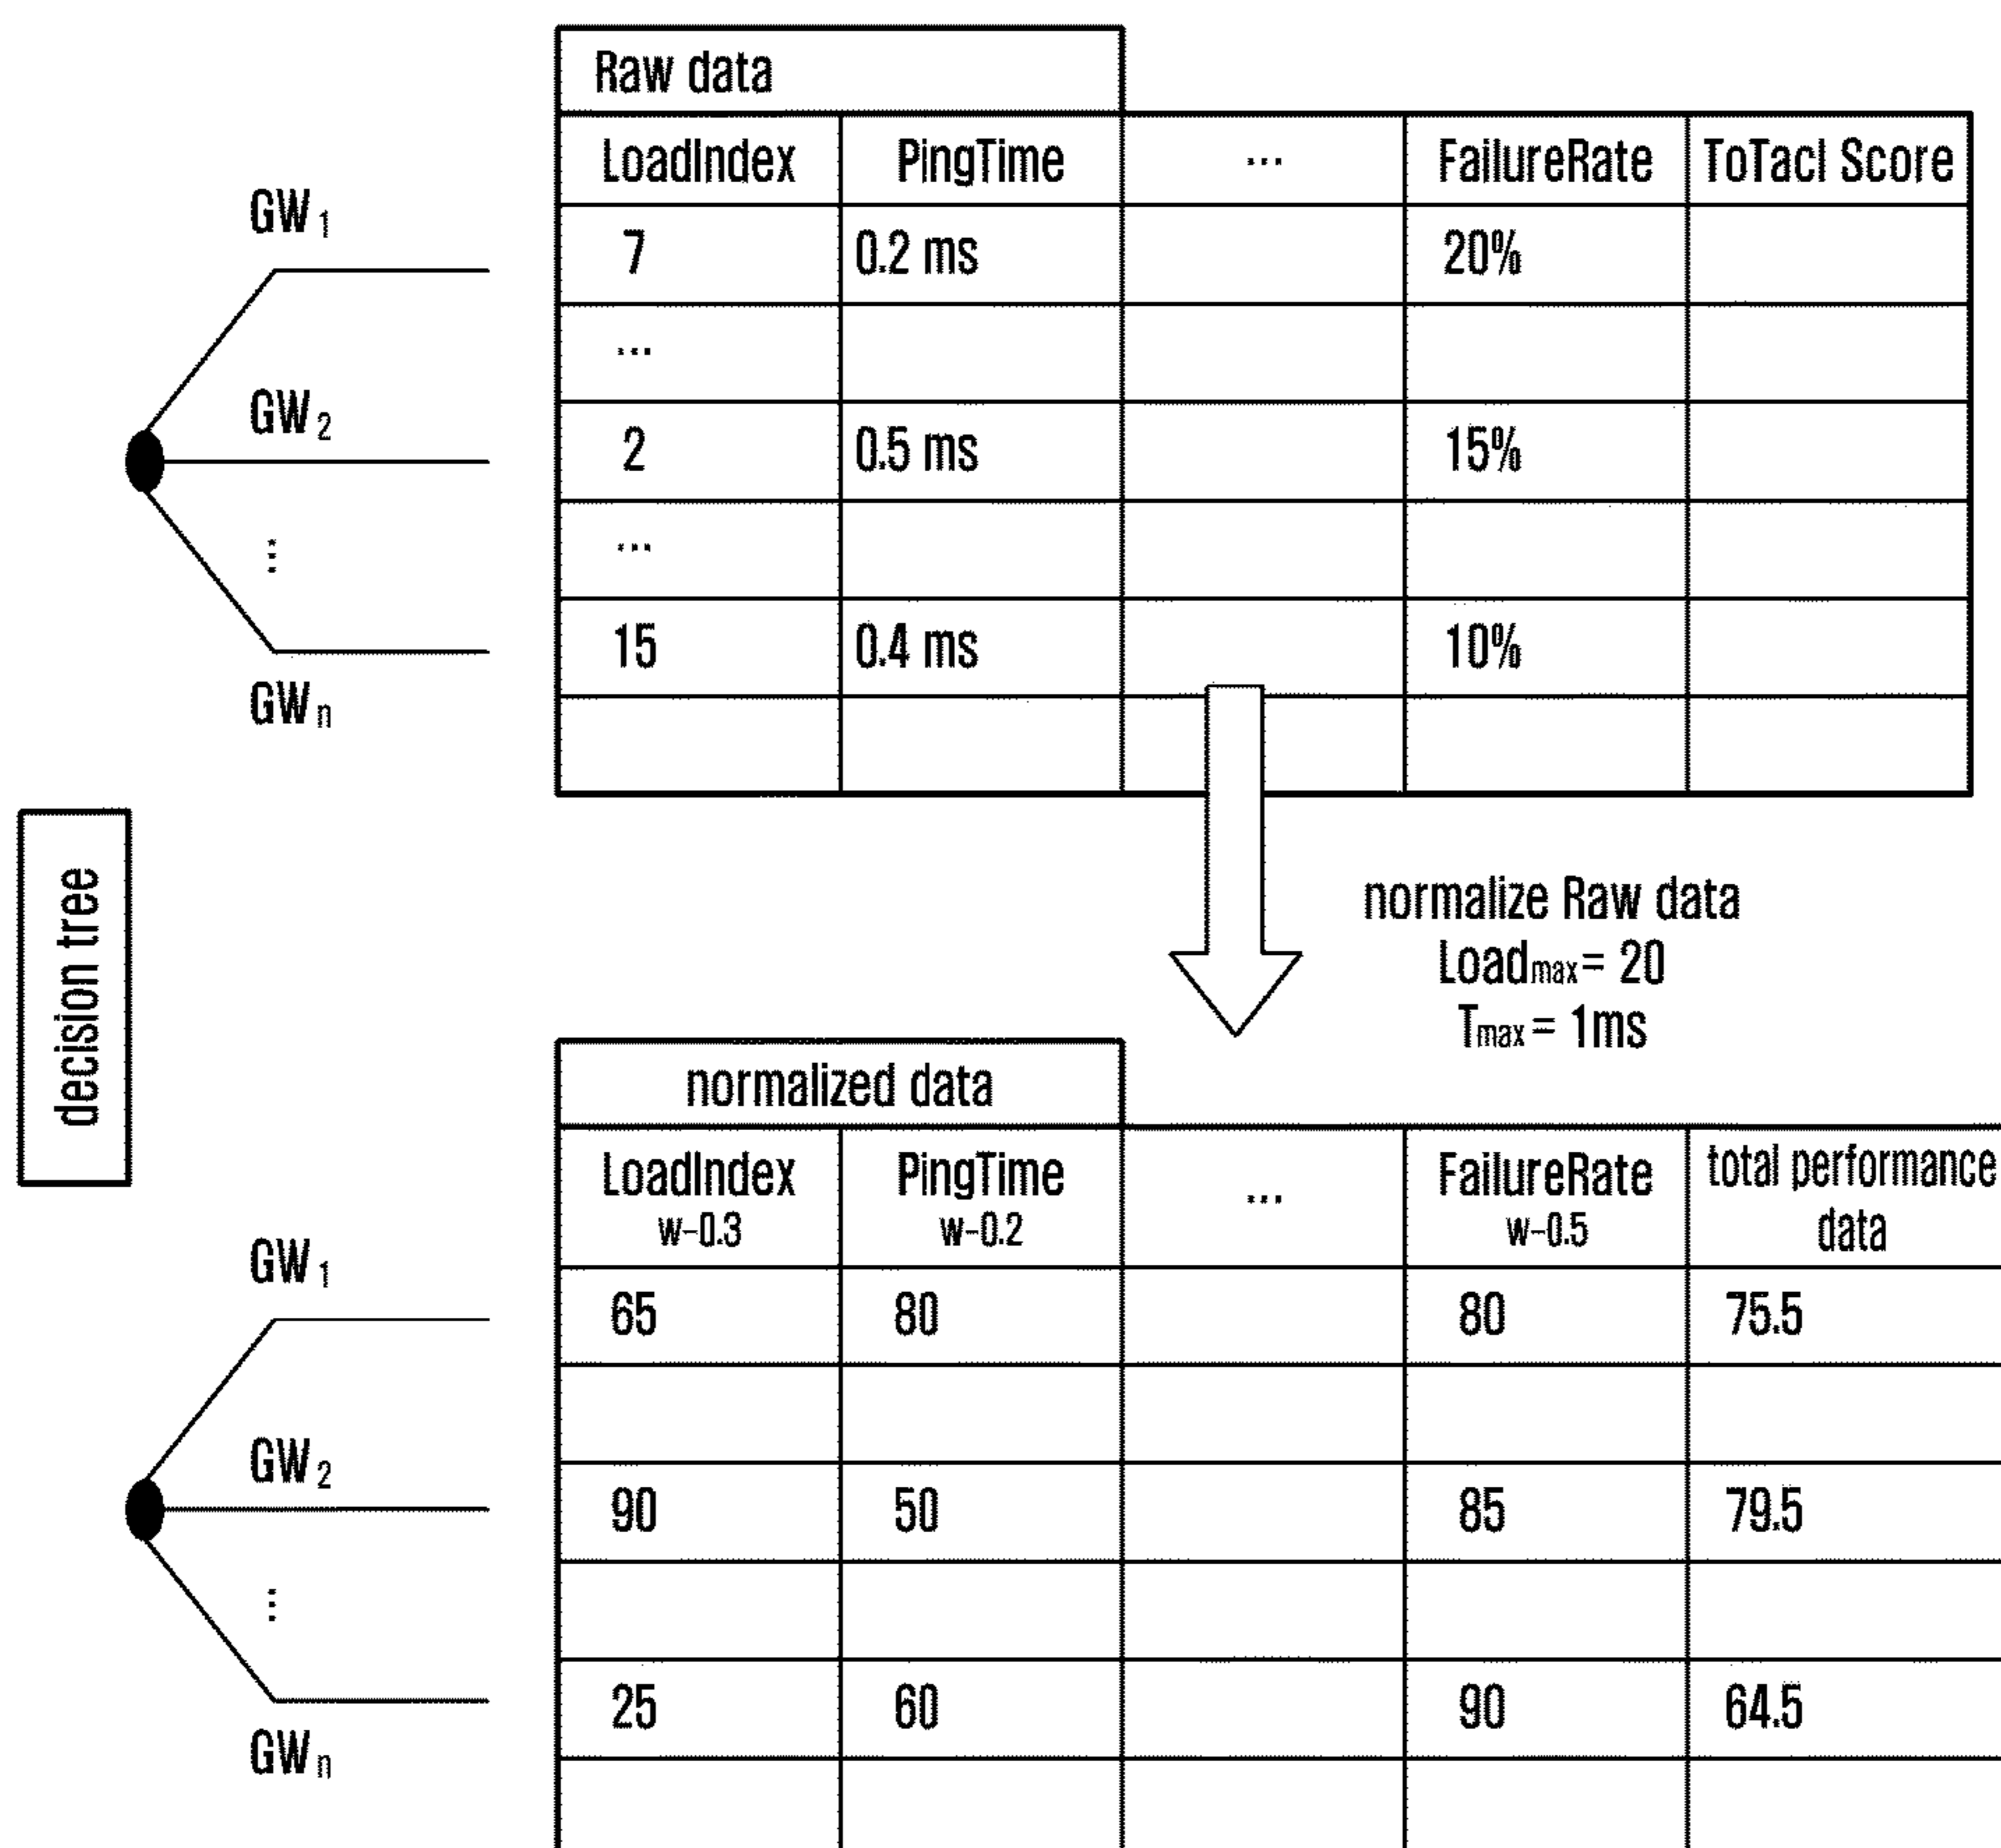 Raw data
LoadIndex PingTime ... FailureRate ToTacl Score
GW1
7 0.2 ms 20%
...
GW2
2 0.5 ms 15%
...
...
GWn
15 0.4 ms 10%
decision tree
normalize Raw data
Loadmax= 20
Tmax= 1ms
normalized data
LoadIndex PingTime ... FailureRate total performance
w-0.3 w-0.2 w-0.5 data
GW1
65 80 80 75.5
GW2
90 50 85 79.5
...
GWn
25 60 90 64.5